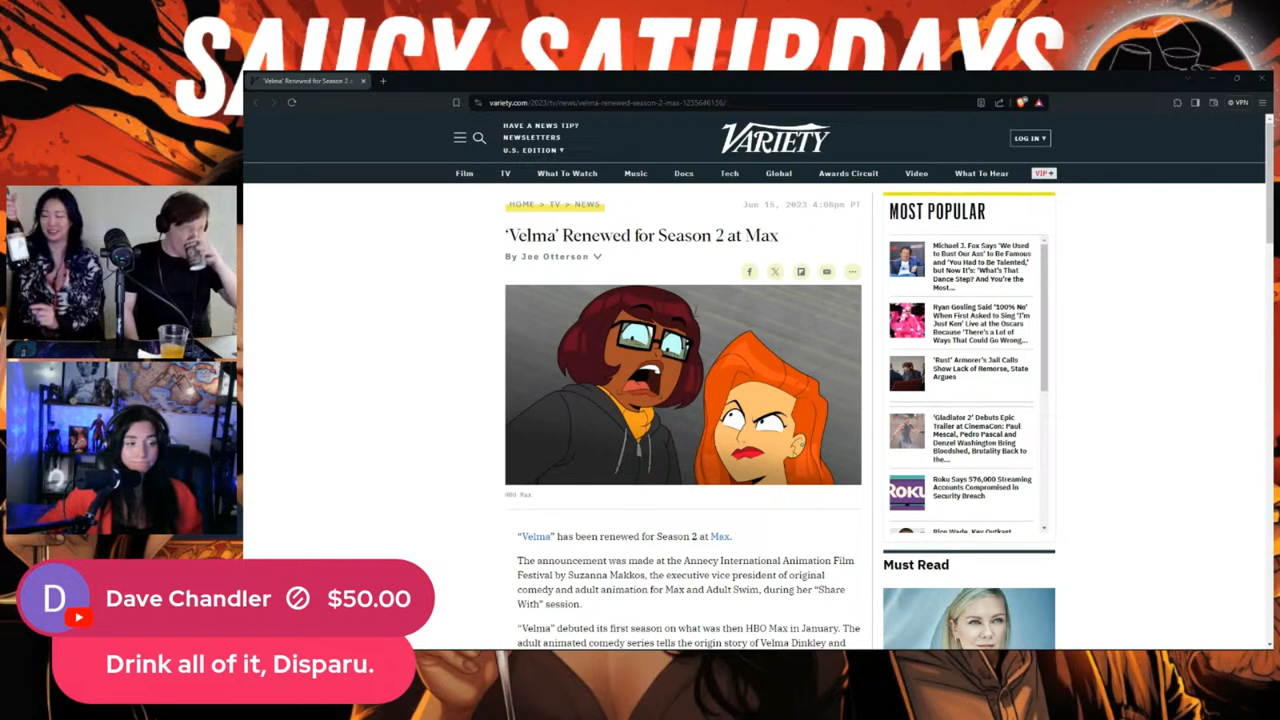 SAUCY SATURDAYS
'Velma' Renewed for Season 2 a
variety.com/2023/tv/news/velma-renewed-season-2-max-1235646156/
VPN
HAVE A NEWS TIP?
NEWSLETTERS
U.S. EDITION
VARIETY
LOG IN
Film TV What To Watch Music Docs Tech Global Awards Circuit Video What To Hear VIP+
HOME > TV > NEWS
Jun 15, 2023 4:08pm PT
‘Velma’ Renewed for Season 2 at Max
By Joe Otterson
HBO Max
“Velma” has been renewed for Season 2 at Max.
The announcement was made at the Annecy International Animation Film
Festival by Suzanna Makkos, the executive vice president of original
comedy and adult animation for Max and Adult Swim, during her “Share
With” session.
“Velma” debuted its first season on what was then HBO Max in January. The
adult animated comedy series tells the origin story of Velma Dinkley and
MOST POPULAR
Michael J. Fox Says ‘We Used
to Bust Our Ass’ to Be Famous
and ‘You Had to Be Talented,’
but Now It's: ‘What's That
Dance Step? And You're the
Most...
Ryan Gosling Said ‘100% No’
When First Asked to Sing ‘I'm
Just Ken’ Live at the Oscars
Because ‘There's a Lot of
Ways That Could Go Wrong...
‘Rust’ Armorer's Jail Calls
Show Lack of Remorse, State
Argues
‘Gladiator 2’ Debuts Epic
Trailer at CinemaCon: Paul
Mescal, Pedro Pascal and
Denzel Washington Bring
Bloodshed, Brutality Back to
the...
ROKU
Roku Says 576,000 Streaming
Accounts Compromised in
Security Breach
Must Read
D
Dave Chandler $50.00
Drink all of it, Disparu.